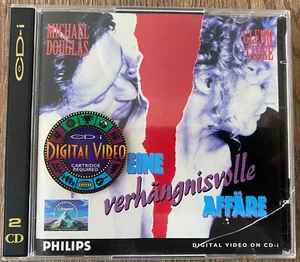 CD-i
2 CD
MICHAEL
DOUGLAS
GLENN
CLOSE
CD-i
DIGITAL VIDEO
CARTRIDGE
REQUIRED
EINE
verhängnisvolle
AFFÄRE
Paramount
PHILIPS
DIGITAL VIDEO ON CD-i